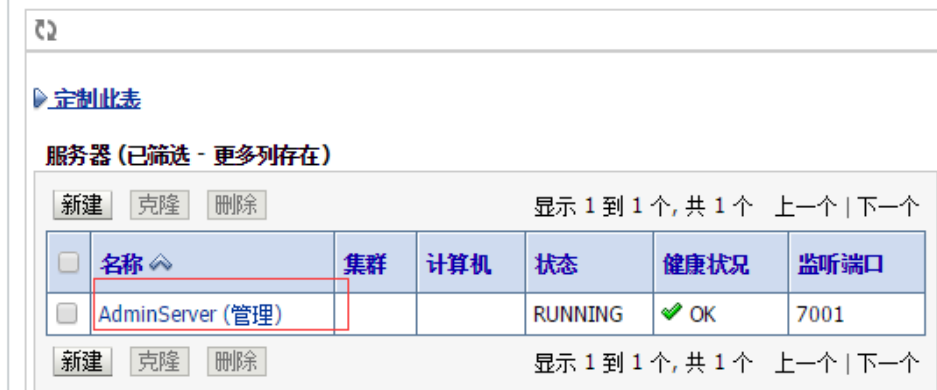 定制此表
服务器 (已筛选 - 更多列存在)
新建 克隆 删除 显示 1 到 1 个, 共 1 个 上一个 | 下一个
名称 集群 计算机 状态 健康状况 监听端口
AdminServer (管理) RUNNING OK 7001
新建 克隆 删除 显示 1 到 1 个, 共 1 个 上一个 | 下一个